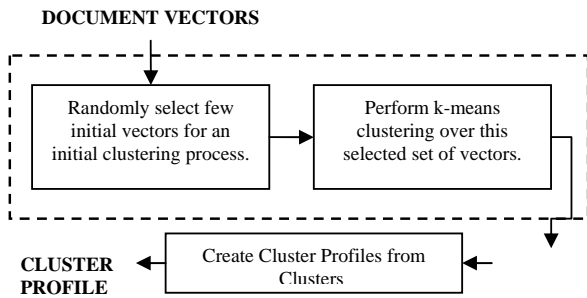 DOCUMENT VECTORS
Randomly select few
initial vectors for an
initial clustering process.
Perform k-means
clustering over this
selected set of vectors.
Create Cluster Profiles from
Clusters
CLUSTER
PROFILE